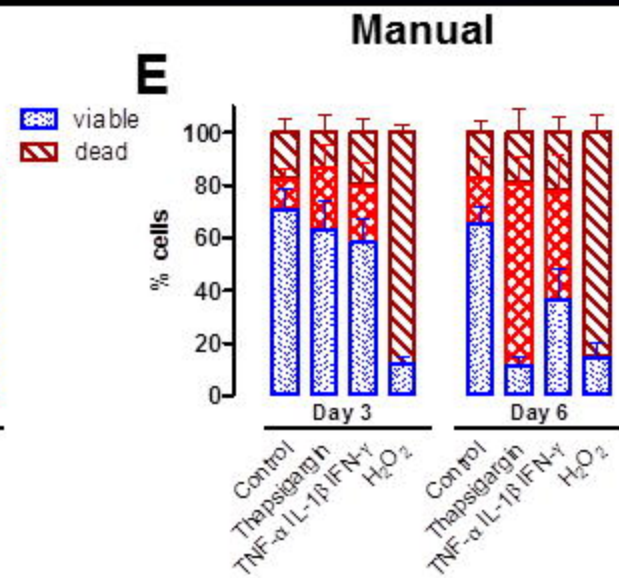 Manual
E
viable
dead
% cells
100
80
60
40
20
0
Day 3
Day 6
Control
Thapsigargin
TNF-α IL-1β IFN-γ
H₂O₂
Control
Thapsigargin
TNF-α IL-1β IFN-γ
H₂O₂